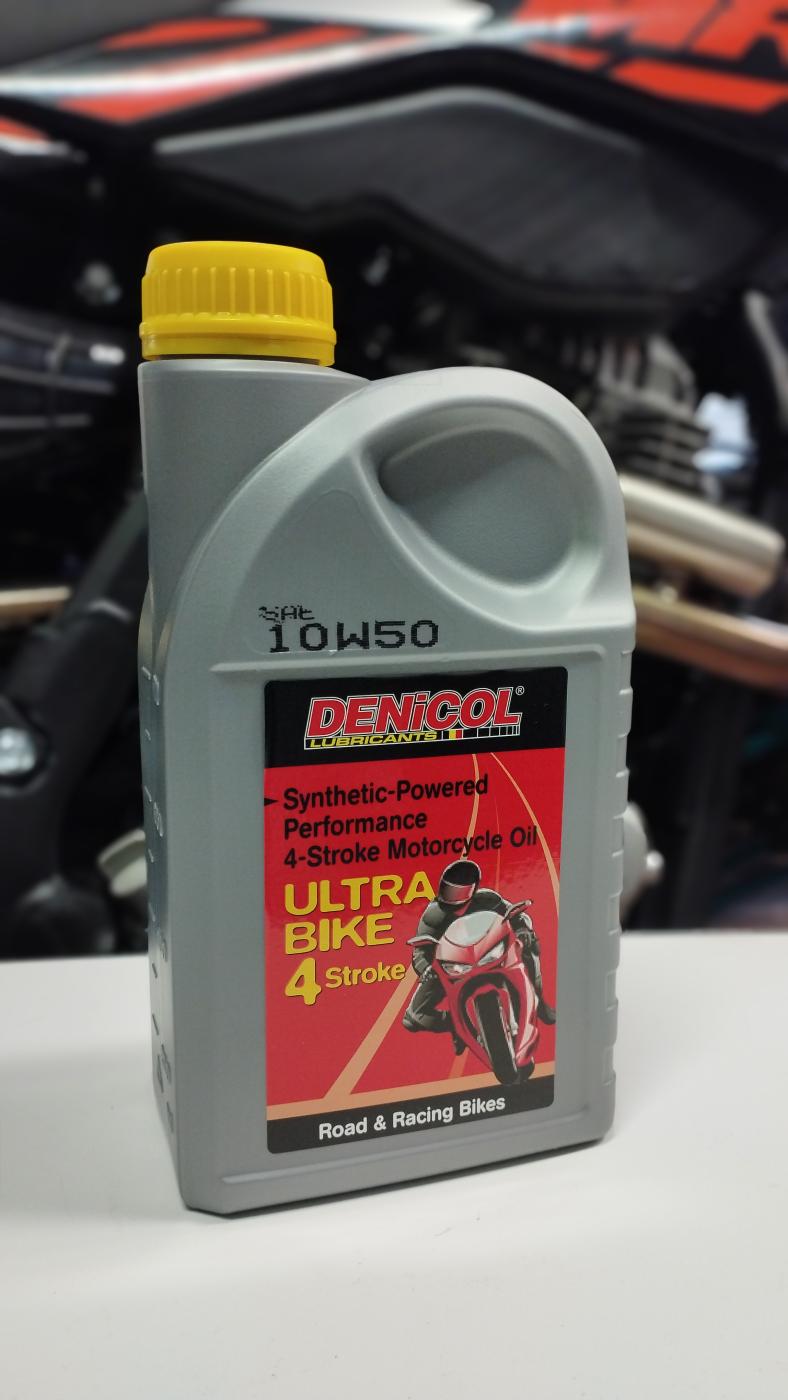 SAE
10W50
DENiCOL®
LUBRICANTS
Synthetic-Powered
Performance
4-Stroke Motorcycle Oil
ULTRA
BIKE
4 Stroke
Road & Racing Bikes